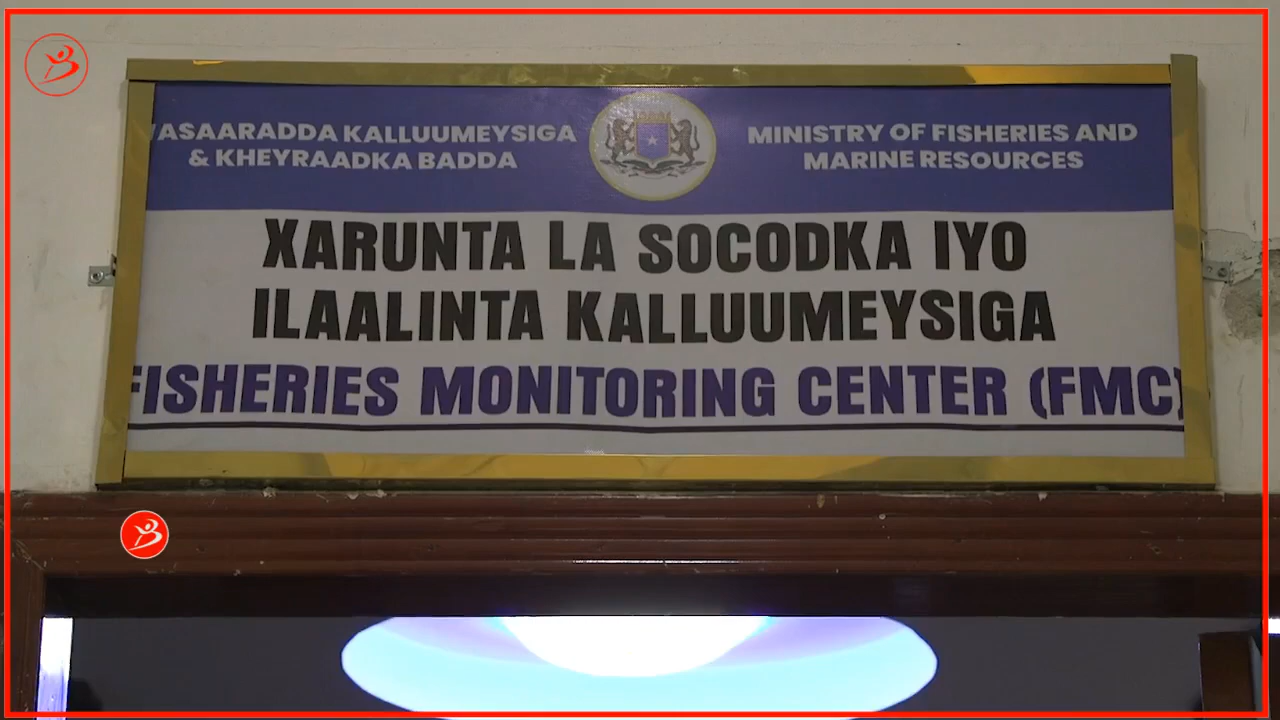 WASAARADDA KALLUUMEYSIGA
& KHEYRAADKA BADDA
MINISTRY OF FISHERIES AND
MARINE RESOURCES
XARUNTA LA SOCODKA IYO
ILAALINTA KALLUUMEYSIGA
FISHERIES MONITORING CENTER (FMC)